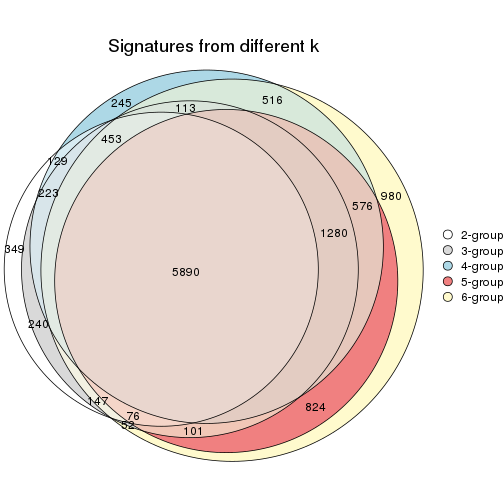 Signatures from different k
245
516
113
453
129
223
980
576
1280
349
5890
240
147
76
52
101
824
2-group
3-group
4-group
5-group
6-group